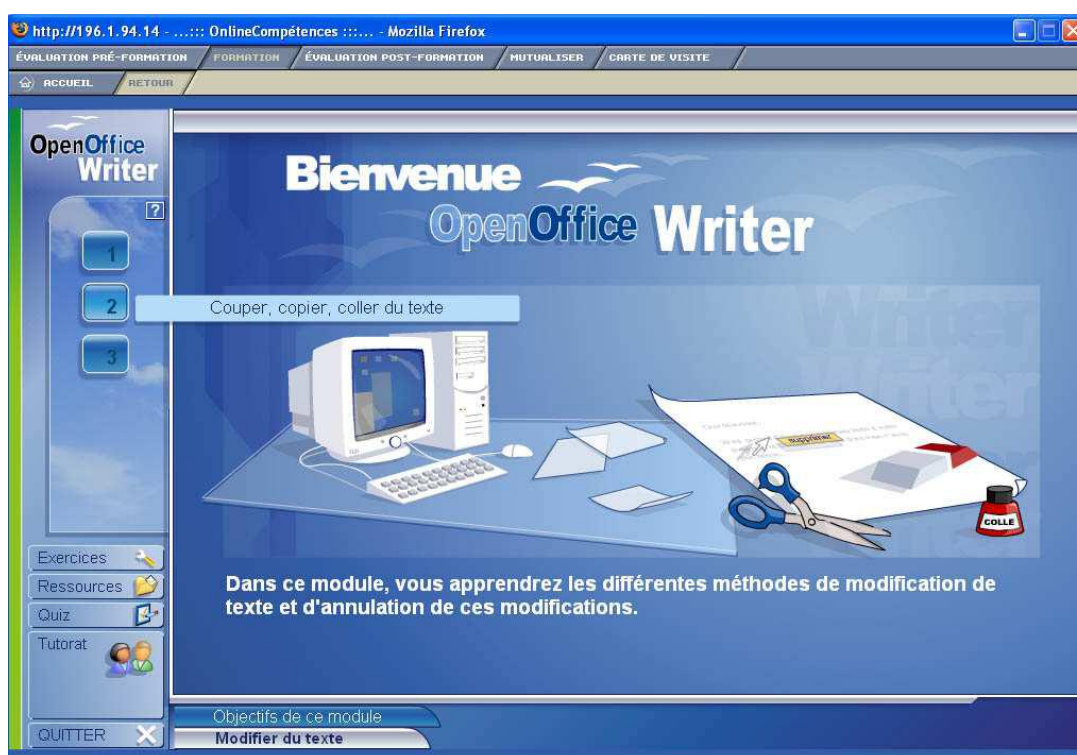 http://196.1.94.14 - ...::: OnlineCompétences :::... - Mozilla Firefox
ÉVALUATION PRÉ-FORMATION FORMATION ÉVALUATION POST-FORMATION MUTUALISER CARTE DE VISITE
ACCUEIL RETOUR
OpenOffice
Writer
?
1
2
3
Bienvenue
OpenOffice Writer
Couper, copier, coller du texte
Writer
Writer
supprimer
COLLE
Dans ce module, vous apprendrez les différentes méthodes de modification de
texte et d'annulation de ces modifications.
Exercices
Ressources
Quiz
Tutorat
QUITTER
Objectifs de ce module
Modifier du texte